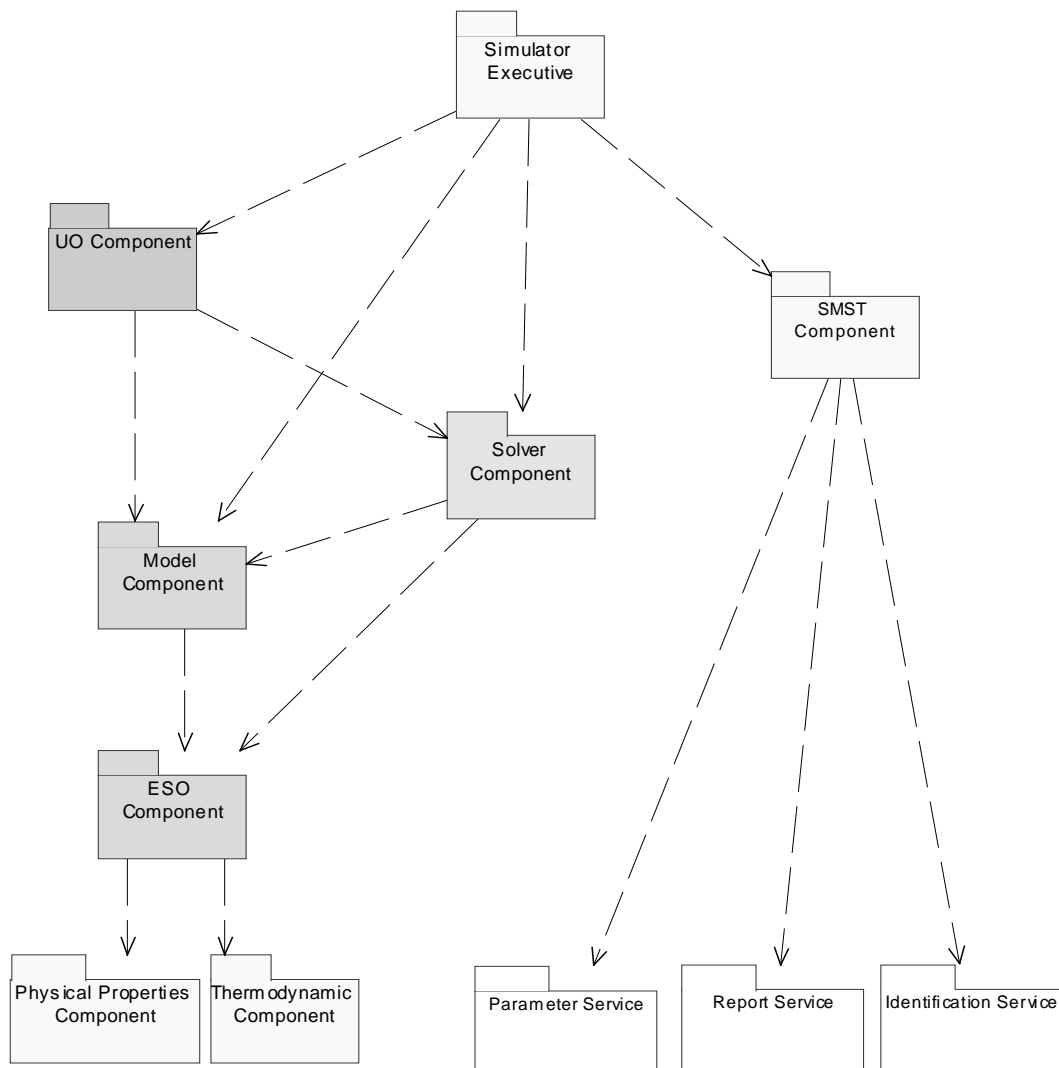 Simulator
Executive
UO Component
SMST
Component
Solver
Component
Model
Component
ESO
Component
Physical Properties
Component
Thermodynamic
Component
Parameter Service
Report Service
Identification Service